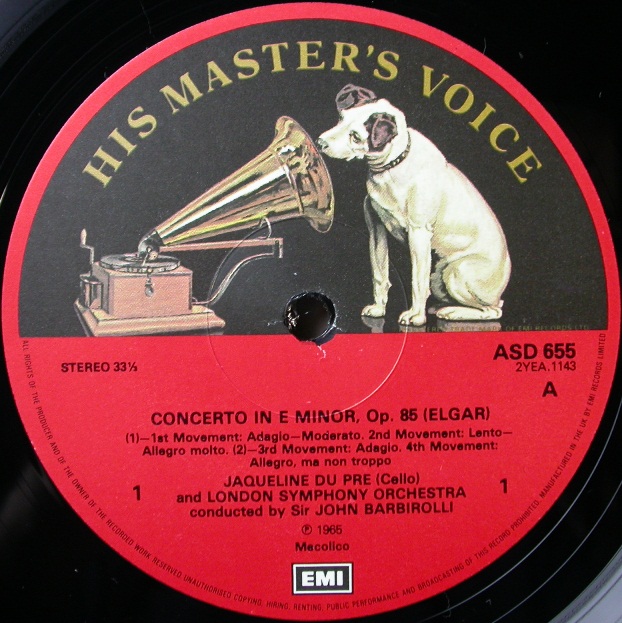 HIS MASTER'S VOICE
STEREO 33⅓
ASD 655
2YEA.1143
A
CONCERTO IN E MINOR, Op. 85 (ELGAR)
(1)—1st Movement: Adagio—Moderato. 2nd Movement: Lento—
Allegro molto. (2)—3rd Movement: Adagio. 4th Movement:
Allegro, ma non troppo
1
JAQUELINE DU PRE (Cello)
and LONDON SYMPHONY ORCHESTRA
conducted by Sir JOHN BARBIROLLI
1
℗ 1965
Mecolico
EMI
ALL RIGHTS OF THE PRODUCER AND OF THE OWNER OF THE RECORDED WORK RESERVED UNAUTHORISED COPYING, HIRING, RENTING, PUBLIC PERFORMANCE AND BROADCASTING OF THIS RECORD PROHIBITED. MANUFACTURED IN THE UK BY EMI RECORDS LIMITED